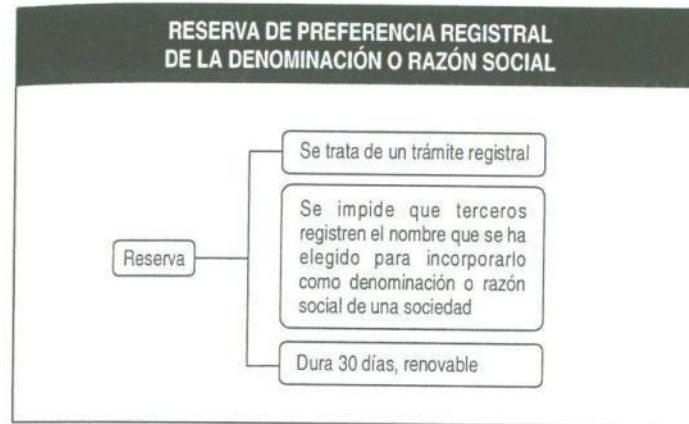 RESERVA DE PREFERENCIA REGISTRAL
DE LA DENOMINACIÓN O RAZÓN SOCIAL
Se trata de un trámite registral
Se impide que terceros
registren el nombre que se ha
elegido para incorporarlo
como denominación o razón
social de una sociedad
Reserva
Dura 30 días, renovable